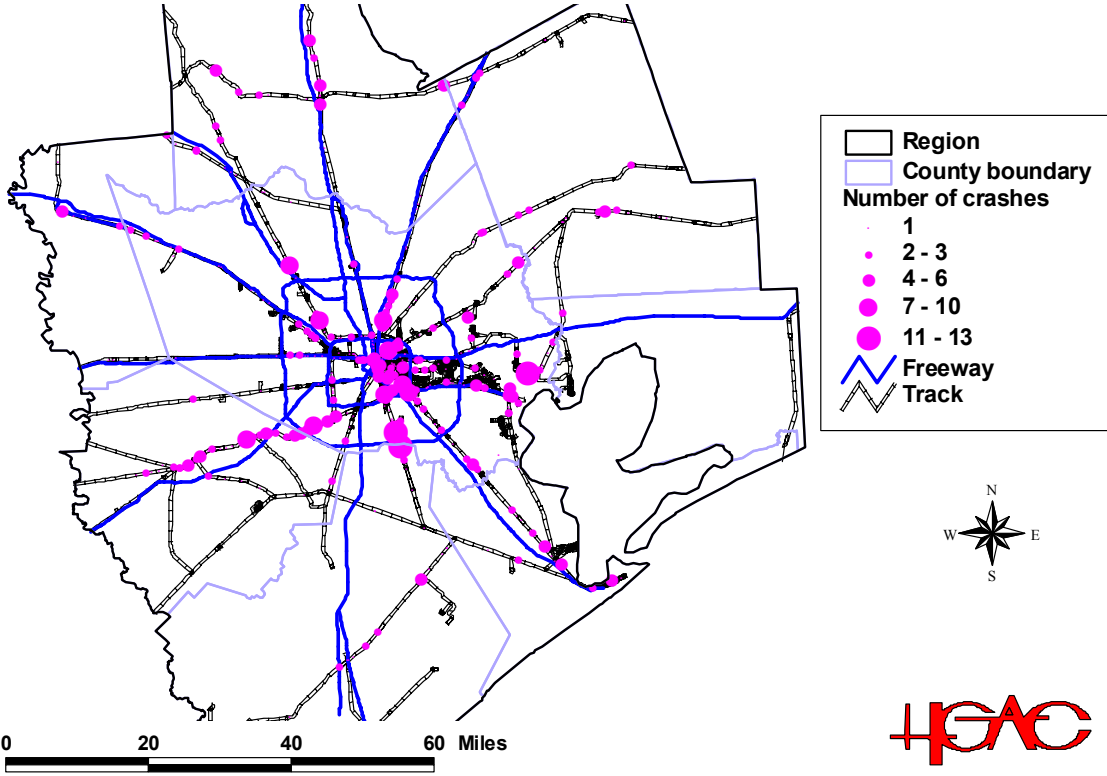 Region
County boundary
Number of crashes
1
2 - 3
4 - 6
7 - 10
11 - 13
Freeway
Track
N
W E
S
0 20 40 60 Miles
HGAC